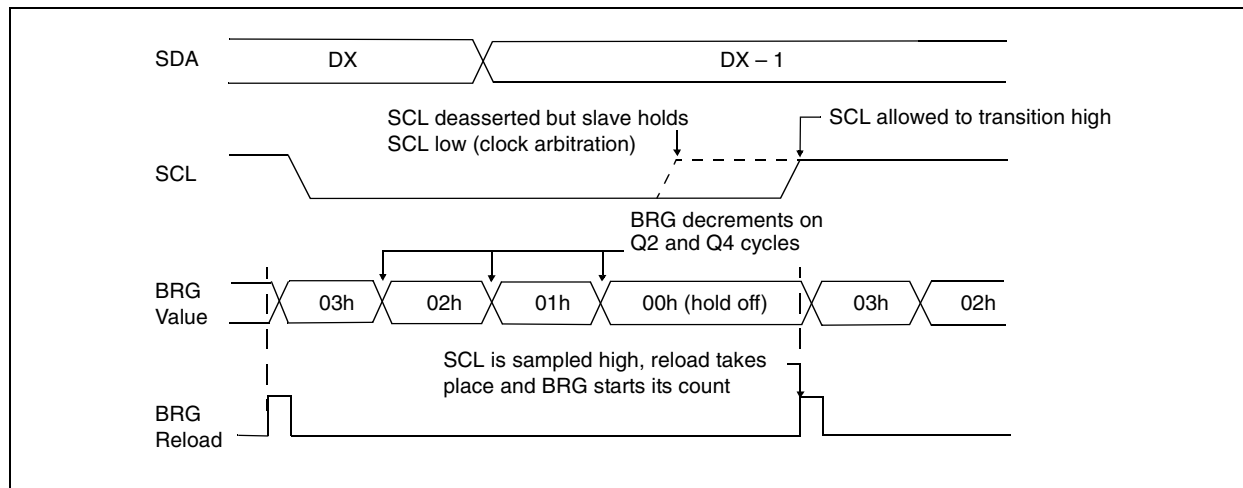 SDA
DX
DX – 1
SCL deasserted but slave holds
SCL low (clock arbitration)
SCL allowed to transition high
SCL
BRG decrements on
Q2 and Q4 cycles
BRG
Value
03h
02h
01h
00h (hold off)
03h
02h
SCL is sampled high, reload takes
place and BRG starts its count
BRG
Reload